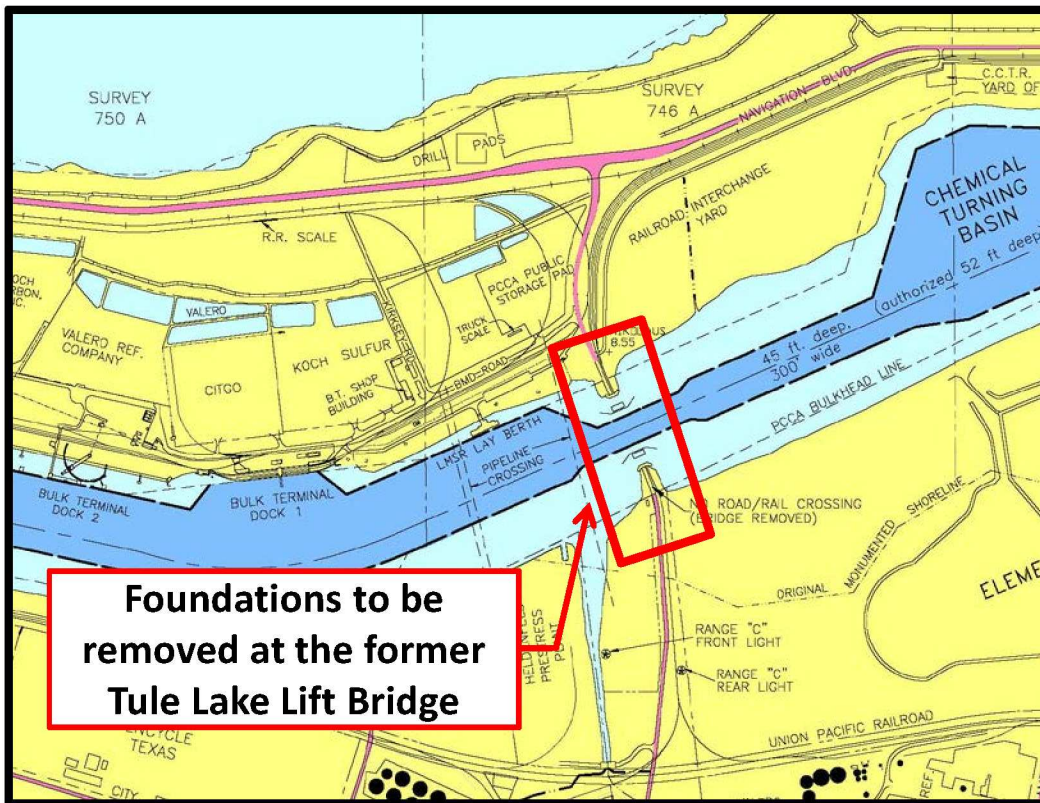 SURVEY
750 A
SURVEY
746 A
C.C.T.R.
YARD OF
NAVIGATION BLVD.
DRILL PADS
CHEMICAL
TURNING
BASIN
RAILROAD INTERCHANGE
YARD
R.R. SCALE
PCCA PUBLIC
STORAGE PAD
VALERO
TRUCK
SCALE
8.55
(authorized 52 ft deep
45 ft. deep.
300' wide
VALERO REF.
COMPANY
KOCH SULFUR
CITGO
B.T. SHOP
BUILDING
BMD ROAD
PCCA BULKHEAD LINE
LMSR LAY BERTH
PIPELINE
CROSSING
BULK TERMINAL
DOCK 2
BULK TERMINAL
DOCK 1
NO ROAD/RAIL CROSSING
(BRIDGE REMOVED)
ORIGINAL MONUMENTED SHORELINE
ELEME
Foundations to be
removed at the former
Tule Lake Lift Bridge
RANGE "C"
FRONT LIGHT
RANGE "C"
REAR LIGHT
UNION PACIFIC RAILROAD
TEXAS
CITY